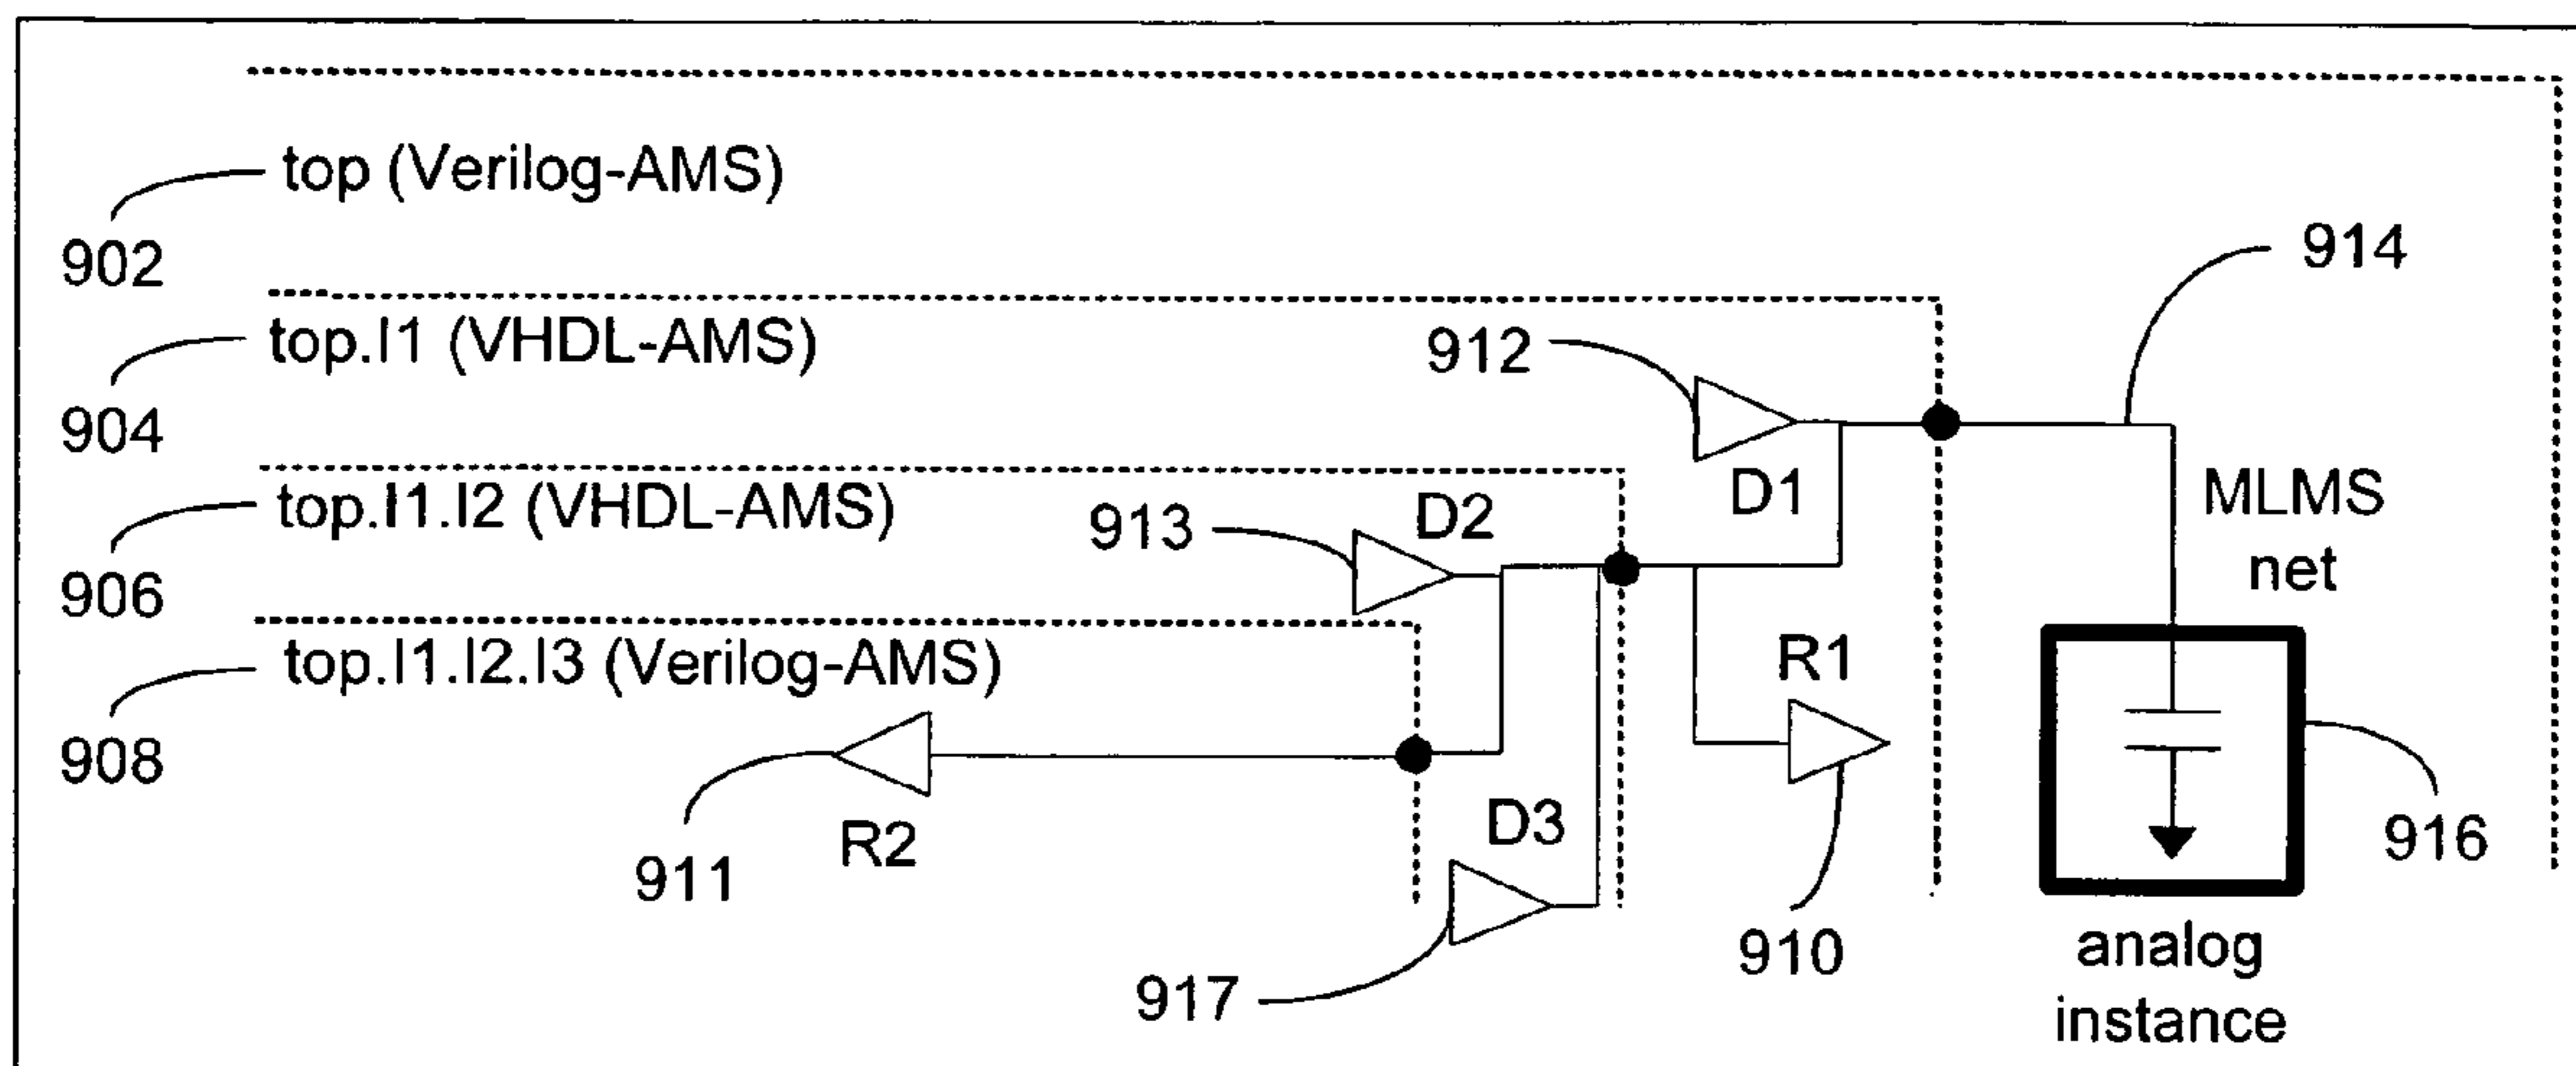 top (Verilog-AMS)
902
914
top.I1 (VHDL-AMS)
912
904
D1
MLMS
net
top.I1.I2 (VHDL-AMS)
D2
913
906
top.I1.I2.I3 (Verilog-AMS)
R1
908
D3
R2
911
916
910
917
analog
instance